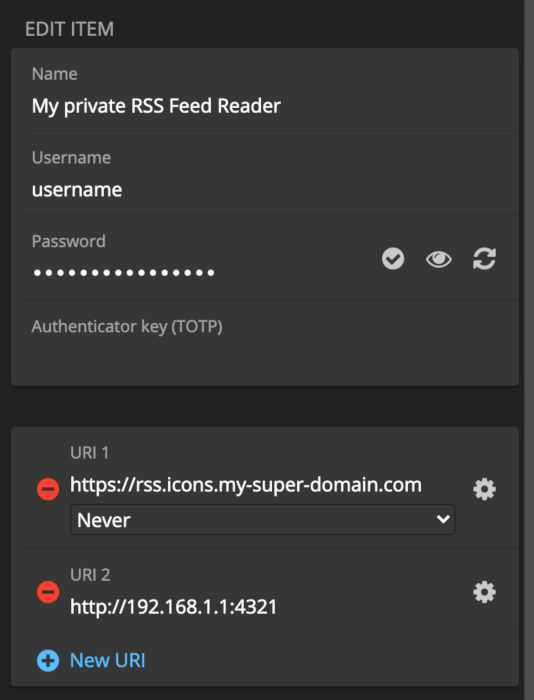 EDIT ITEM
Name
My private RSS Feed Reader
Username
username
Password
••••••••••••••••
Authenticator key (TOTP)
URI 1
https://rss.icons.my-super-domain.com
Never
URI 2
http://192.168.1.1:4321
New URI